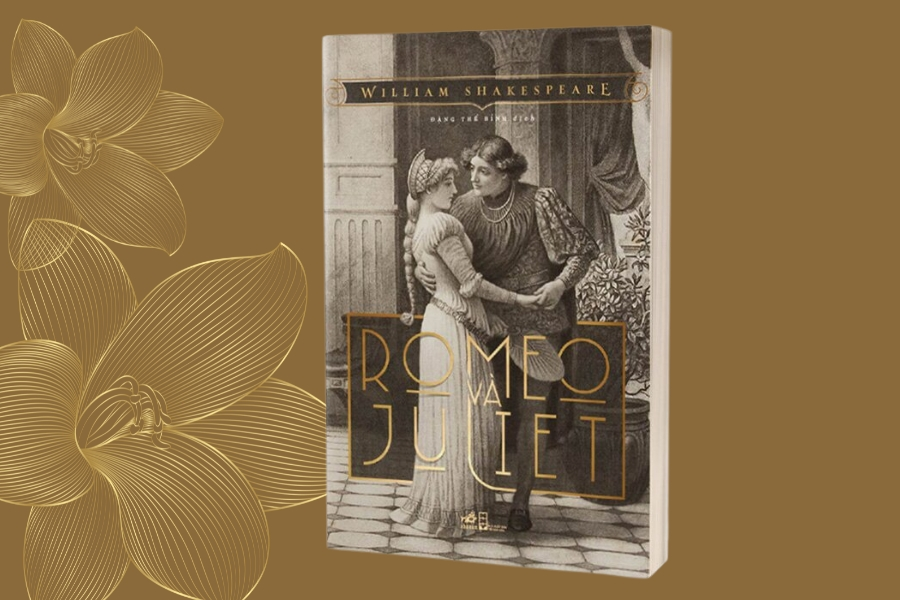 WILLIAM SHAKESPEARE
ĐẶNG THẾ BÍNH dịch
ROMEO
VÀ
JULIET